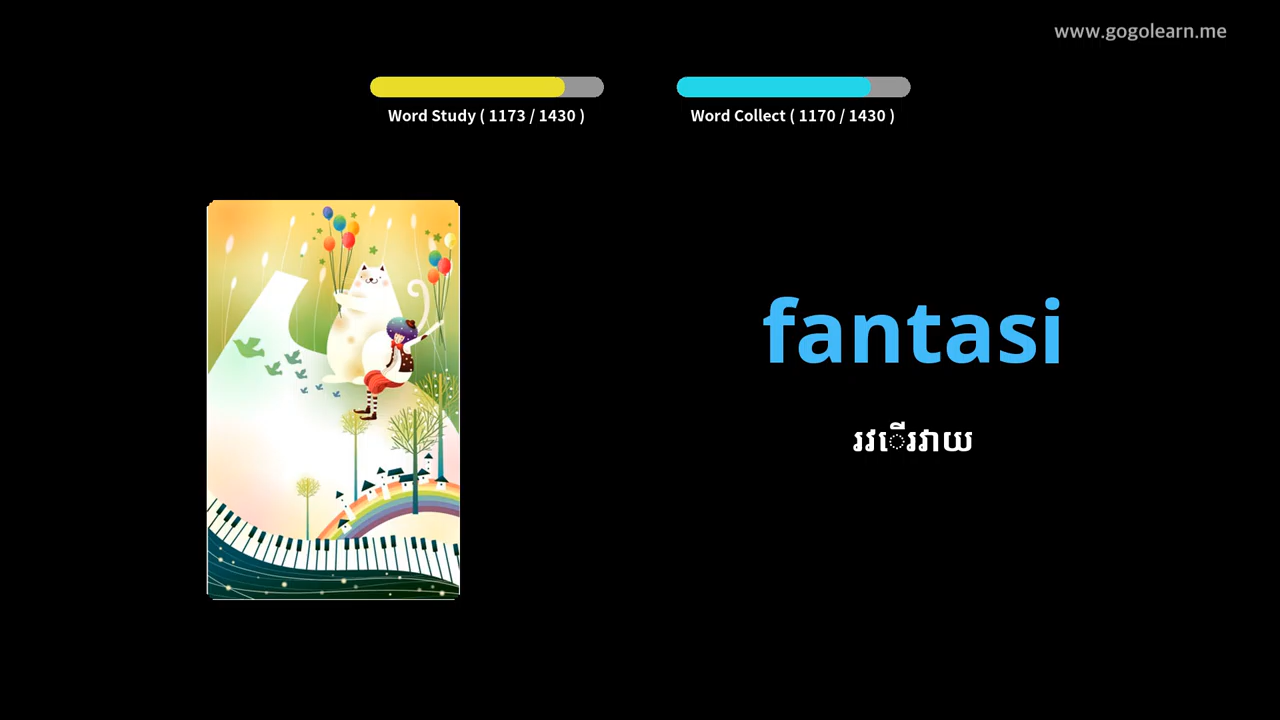 www.gogolearn.me
Word Study ( 1173 / 1430 )
Word Collect ( 1170 / 1430 )
fantasi
រវេីរវាយ